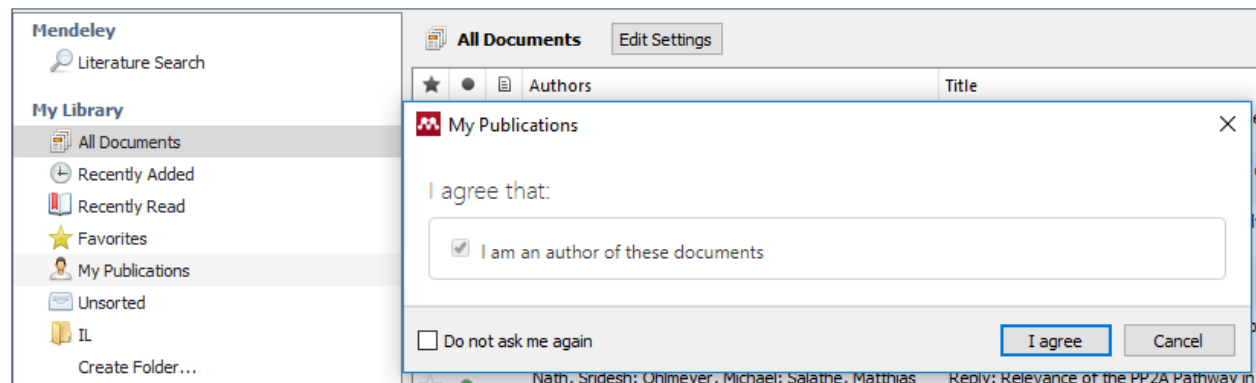 Mendeley
Literature Search
My Library
All Documents
Recently Added
Recently Read
Favorites
My Publications
Unsorted
IL
Create Folder...
All Documents
Edit Settings
Authors Title
My Publications
I agree that:
I am an author of these documents
Do not ask me again
I agree
Cancel
Nath, Sridesh; Ohlmeyer, Michael; Salathe, Matthias Reply: Relevance of the PP2A Pathway in